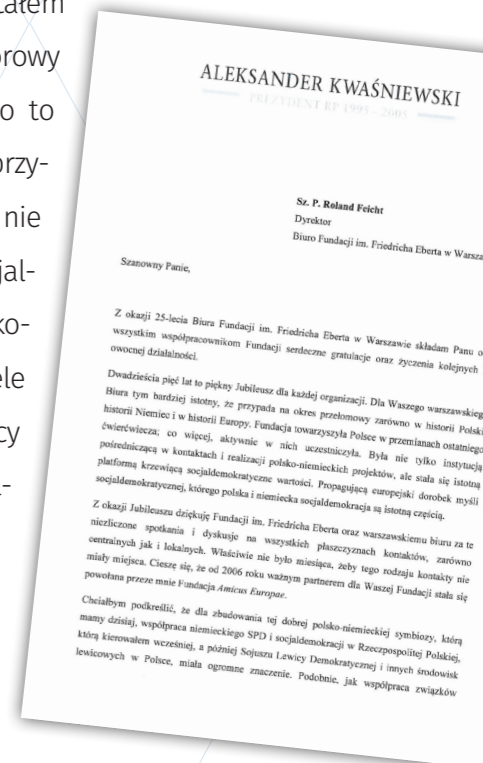 całem
orowy
o to
przy-
nie
jal-
ko-
ele
cy
ALEKSANDER KWAŚNIEWSKI
PREZYDENT RP 1995 - 2005
Sz. P. Roland Feicht
Dyrektor
Biuro Fundacji im. Friedricha Eberta w Warsza
Szanowny Panie,
Z okazji 25-lecia Biura Fundacji im. Friedricha Eberta w Warszawie składam Panu o
wszystkim współpracownikom Fundacji serdeczne gratulacje oraz życzenia kolejnych
owocnej działalności.
Dwadzieścia pięć lat to piękny Jubileusz dla każdej organizacji. Dla Waszego warszawskieg
Biura tym bardziej istotny, że przypada na okres przełomowy zarówno w historii Polski
historii Niemiec i w historii Europy. Fundacja towarzyszyła Polsce w przemianach ostatniego
ćwierćwiecza; co więcej, aktywnie w nich uczestniczyła. Była nie tylko instytucją
pośredniczącą w kontaktach i realizacji polsko-niemieckich projektów, ale stała się istotną
platformą krzewiącą socjaldemokratyczne wartości. Propagującą europejski dorobek myśli
socjaldemokratycznej, którego polska i niemiecka socjaldemokracja są istotną częścią.
Z okazji Jubileuszu dziękuję Fundacji im. Friedricha Eberta oraz warszawskiemu biuru za te
niezliczone spotkania i dyskusje na wszystkich płaszczyznach kontaktów, zarówno
centralnych jak i lokalnych. Właściwie nie było miesiąca, żeby tego rodzaju kontakty nie
miały miejsca. Cieszę się, że od 2006 roku ważnym partnerem dla Waszej Fundacji stała się
powołana przeze mnie Fundacja Amicus Europae.
Chciałbym podkreślić, że dla zbudowania tej dobrej polsko-niemieckiej symbiozy, którą
mamy dzisiaj, współpraca niemieckiego SPD i socjaldemokracji w Rzeczpospolitej Polskiej,
którą kierowałem wcześniej, a później Sojuszu Lewicy Demokratycznej i innych środowisk
lewicowych w Polsce, miała ogromne znaczenie. Podobnie, jak współpraca związków